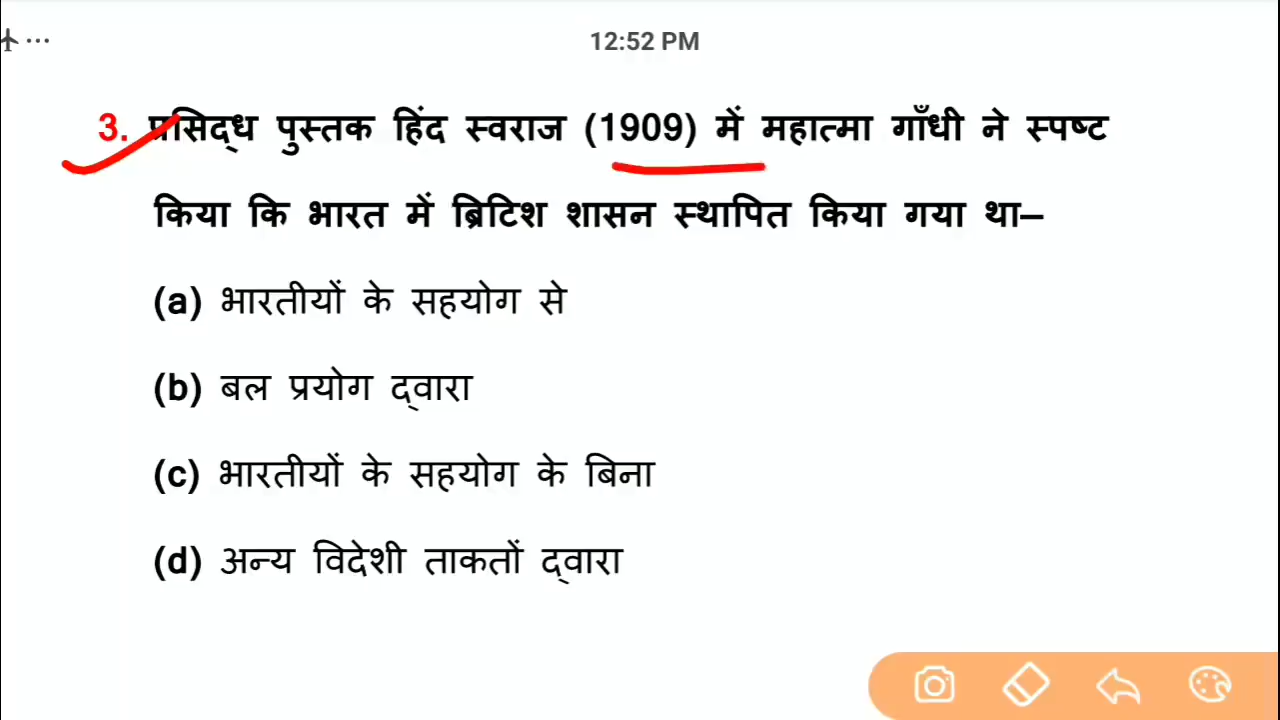 12:52 PM
3. प्रसिद्ध पुस्तक हिंद स्वराज (1909) में महात्मा गाँधी ने स्पष्ट
किया कि भारत में ब्रिटिश शासन स्थापित किया गया था–
(a) भारतीयों के सहयोग से
(b) बल प्रयोग द्वारा
(c) भारतीयों के सहयोग के बिना
(d) अन्य विदेशी ताकतों द्वारा